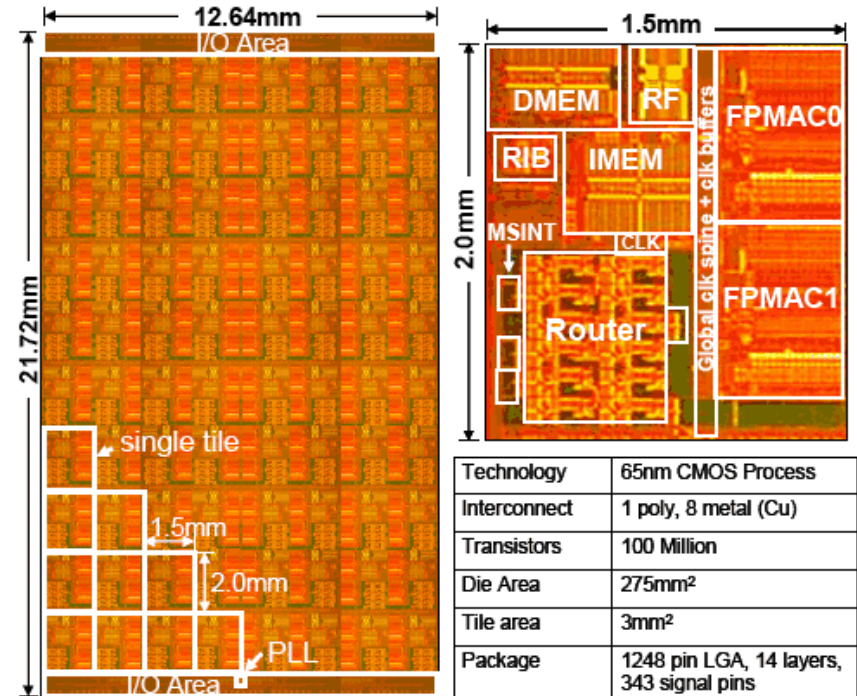 12.64mm
I/O Area
21.72mm
single tile
1.5mm
2.0mm
PLL
I/O Area
1.5mm
2.0mm
DMEM
RF
FPMAC0
RIB
IMEM
MSINT
CLK
Global clk spine + clk buffers
Router
FPMAC1
Technology 65nm CMOS Process
Interconnect 1 poly, 8 metal (Cu)
Transistors 100 Million
Die Area 275mm²
Tile area 3mm²
Package 1248 pin LGA, 14 layers,
343 signal pins